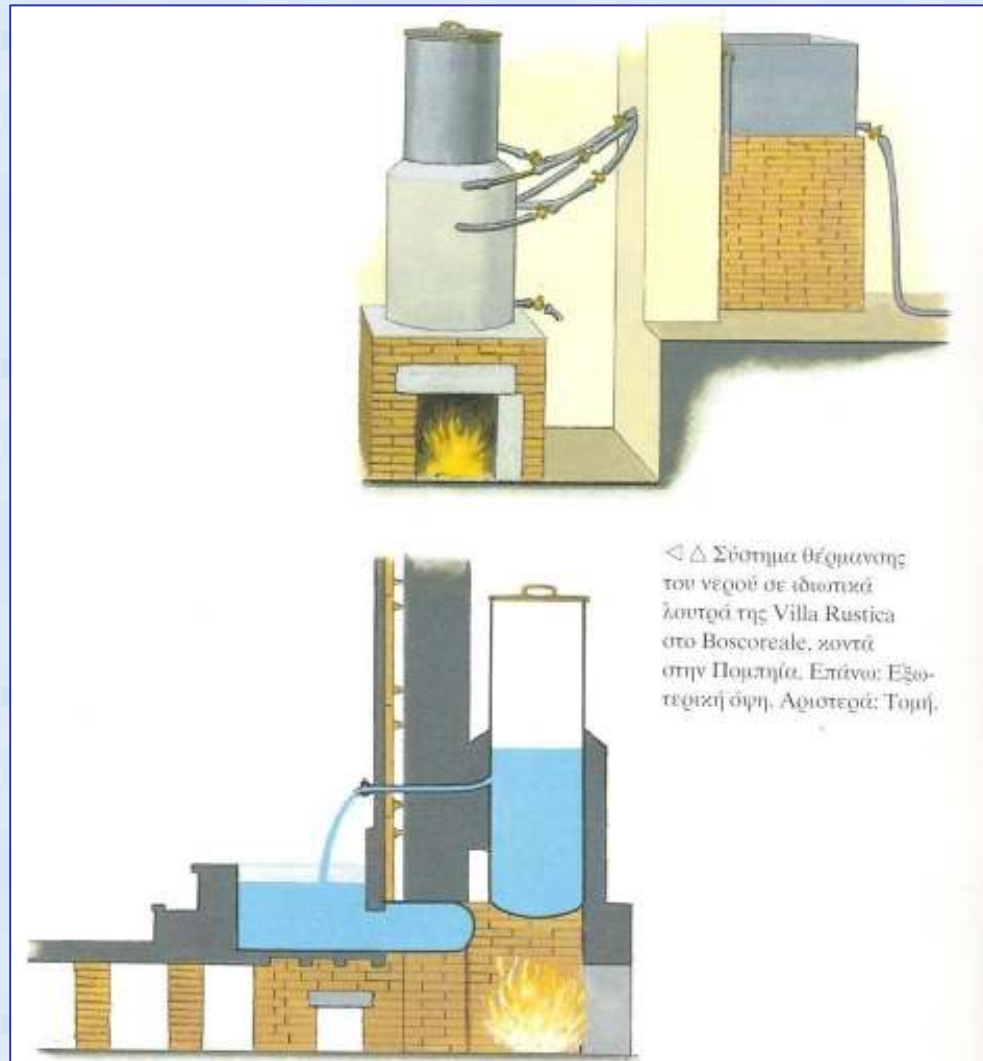 ◁ △ Σύστημα θέρμανσης
του νερού σε ιδιωτικά
λουτρά της Villa Rustica
στο Boscoreale, κοντά
στην Πομπηία. Επάνω: Εξω-
τερική όψη. Αριστερά: Τομή.